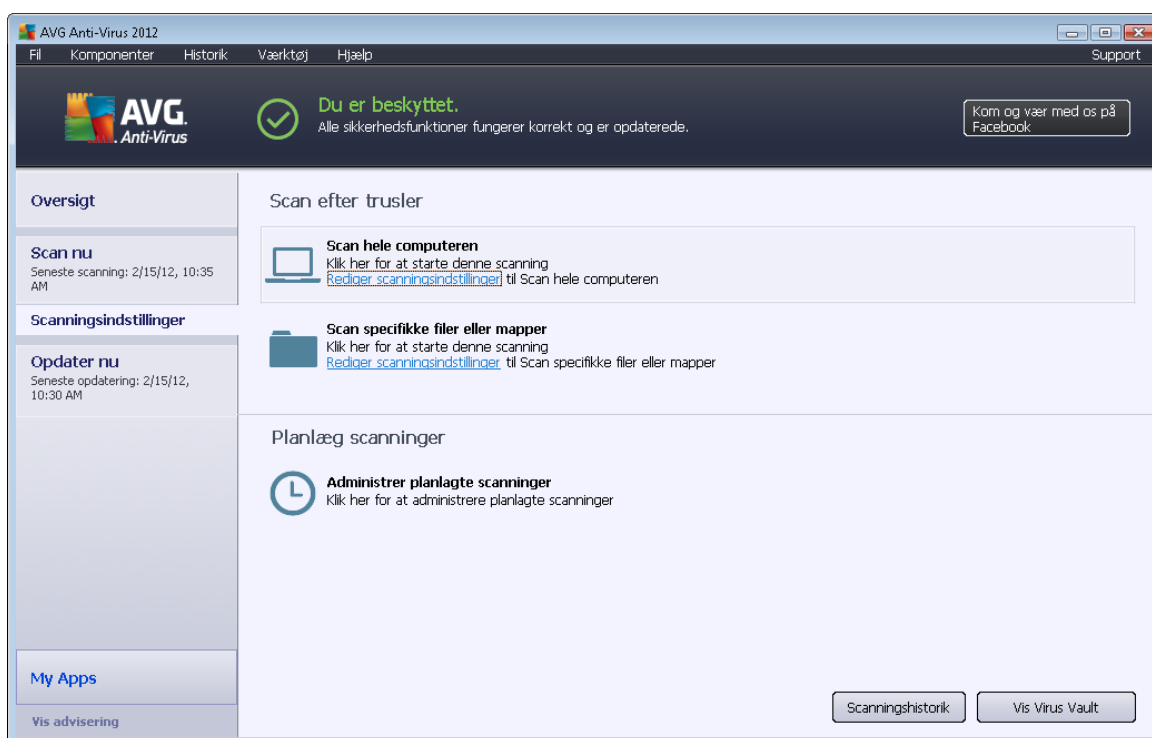 AVG Anti-Virus 2012
Fil Komponenter Historik Værktøj Hjælp Support
AVG.
Anti-Virus
Du er beskyttet.
Alle sikkerhedsfunktioner fungerer korrekt og er opdaterede.
Kom og vær med os på
Facebook
Oversigt
Scan nu
Seneste scanning: 2/15/12, 10:35
AM
Scanningsindstillinger
Opdater nu
Seneste opdatering: 2/15/12,
10:30 AM
My Apps
Vis advisering
Scan efter trusler
Scan hele computeren
Klik her for at starte denne scanning
Rediger scanningsindstillinger til Scan hele computeren
Scan specifikke filer eller mapper
Klik her for at starte denne scanning
Rediger scanningsindstillinger til Scan specifikke filer eller mapper
Planlæg scanninger
Administrer planlagte scanninger
Klik her for at administrere planlagte scanninger
Scanningshistorik
Vis Virus Vault